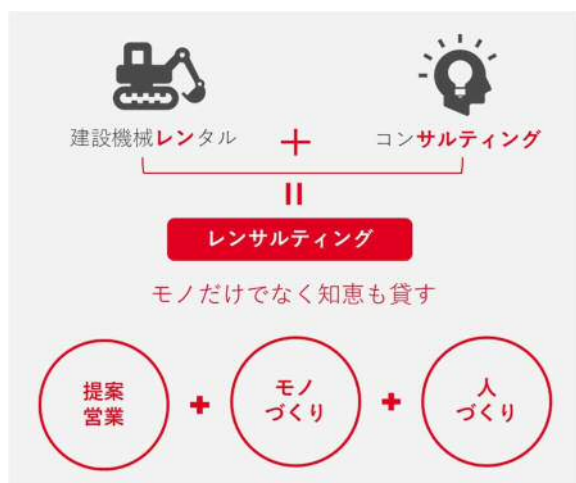 建設機械レンタル + コンサルティング
=
レンサルティング
モノだけでなく知恵も貸す
提案
営業
+
モノ
づくり
+
人
づくり